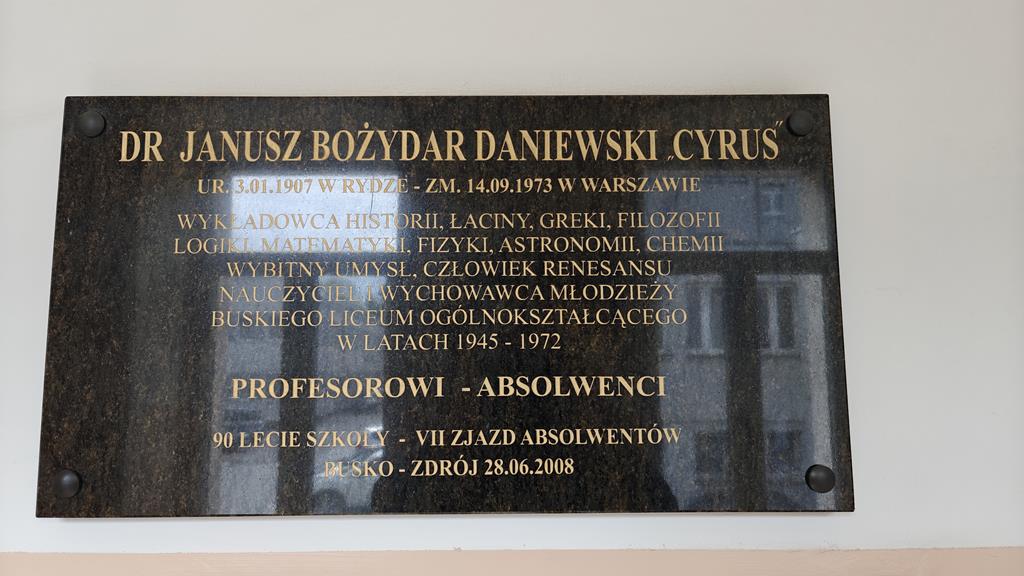 DR JANUSZ BOŻYDAR DANIEWSKI „CYRUS”
UR. 3.01.1907 W RYDZE - ZM. 14.09.1973 W WARSZAWIE
WYKŁADOWCA HISTORII, ŁACINY, GREKI, FILOZOFII
LOGIKI, MATEMATYKI, FIZYKI, ASTRONOMII, CHEMII
WYBITNY UMYSŁ, CZŁOWIEK RENESANSU
NAUCZYCIEL I WYCHOWAWCA MŁODZIEŻY
BUSKIEGO LICEUM OGÓLNOKSZTAŁCĄCEGO
W LATACH 1945 - 1972
PROFESOROWI - ABSOLWENCI
90 LECIE SZKOŁY - VII ZJAZD ABSOLWENTÓW
BUSKO - ZDRÓJ 28.06.2008